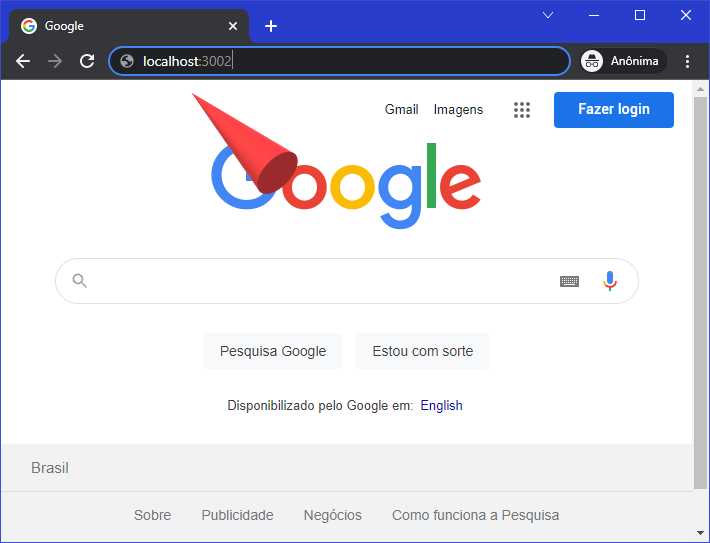 Google
localhost:3002
Anônima
Gmail Imagens Fazer login
Google
Pesquisa Google Estou com sorte
Disponibilizado pelo Google em: English
Brasil
Sobre Publicidade Negócios Como funciona a Pesquisa